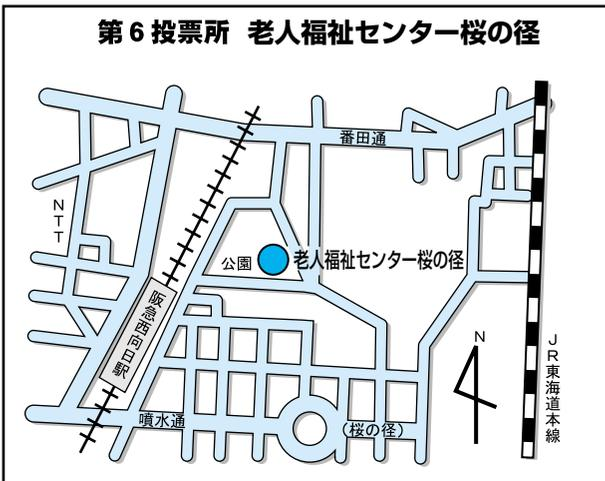 第6投票所 老人福祉センター桜の径
番田通
NTT
公園
老人福祉センター桜の径
阪急西向日駅
N
JR東海道本線
噴水通
(桜の径)